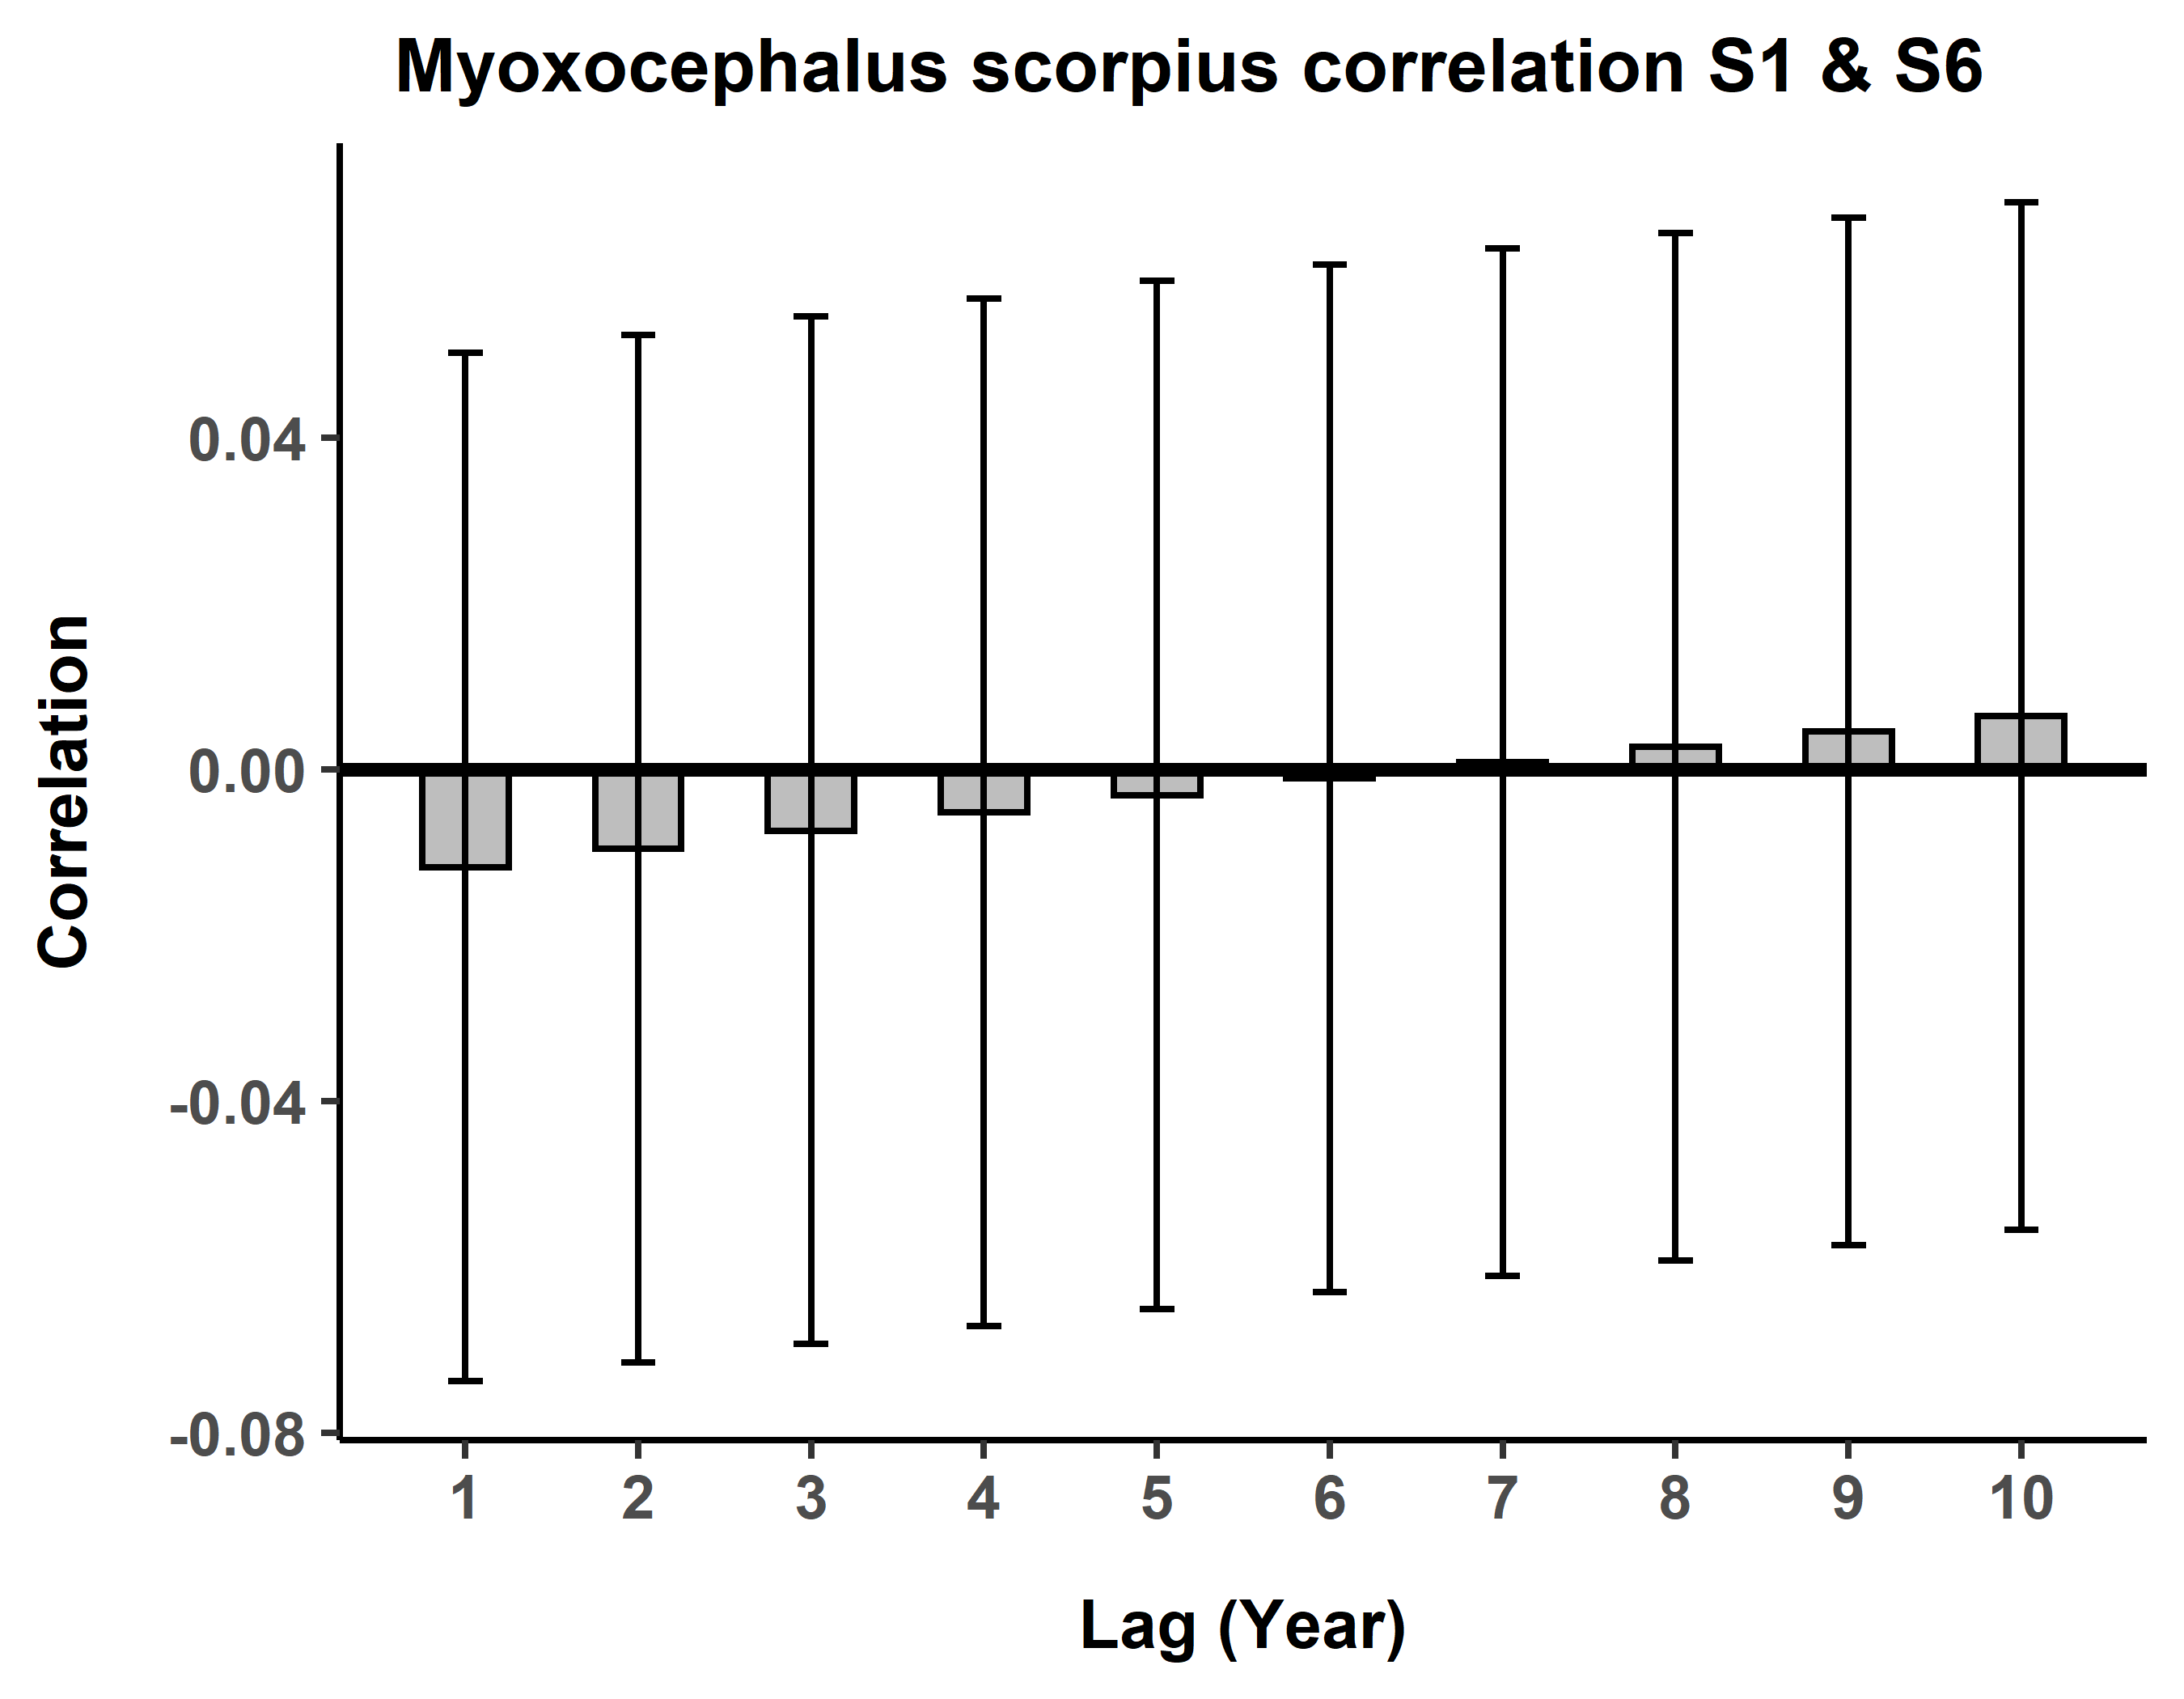 Myoxocephalus scorpius correlation S1 & S6
Correlation
0.04
0.00
-0.04
-0.08
1 2 3 4 5 6 7 8 9 10
Lag (Year)